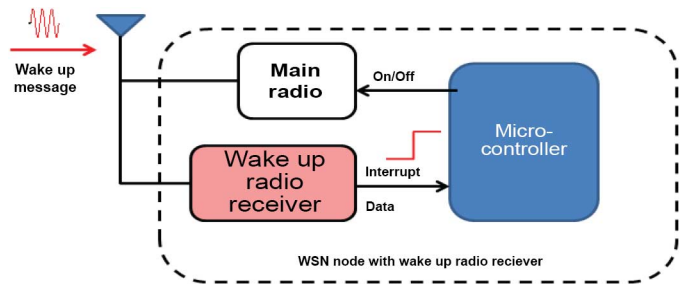 Wake up
message
Main
radio
On/Off
Micro-
controller
Wake up
radio
receiver
Interrupt
Data
WSN node with wake up radio reciever